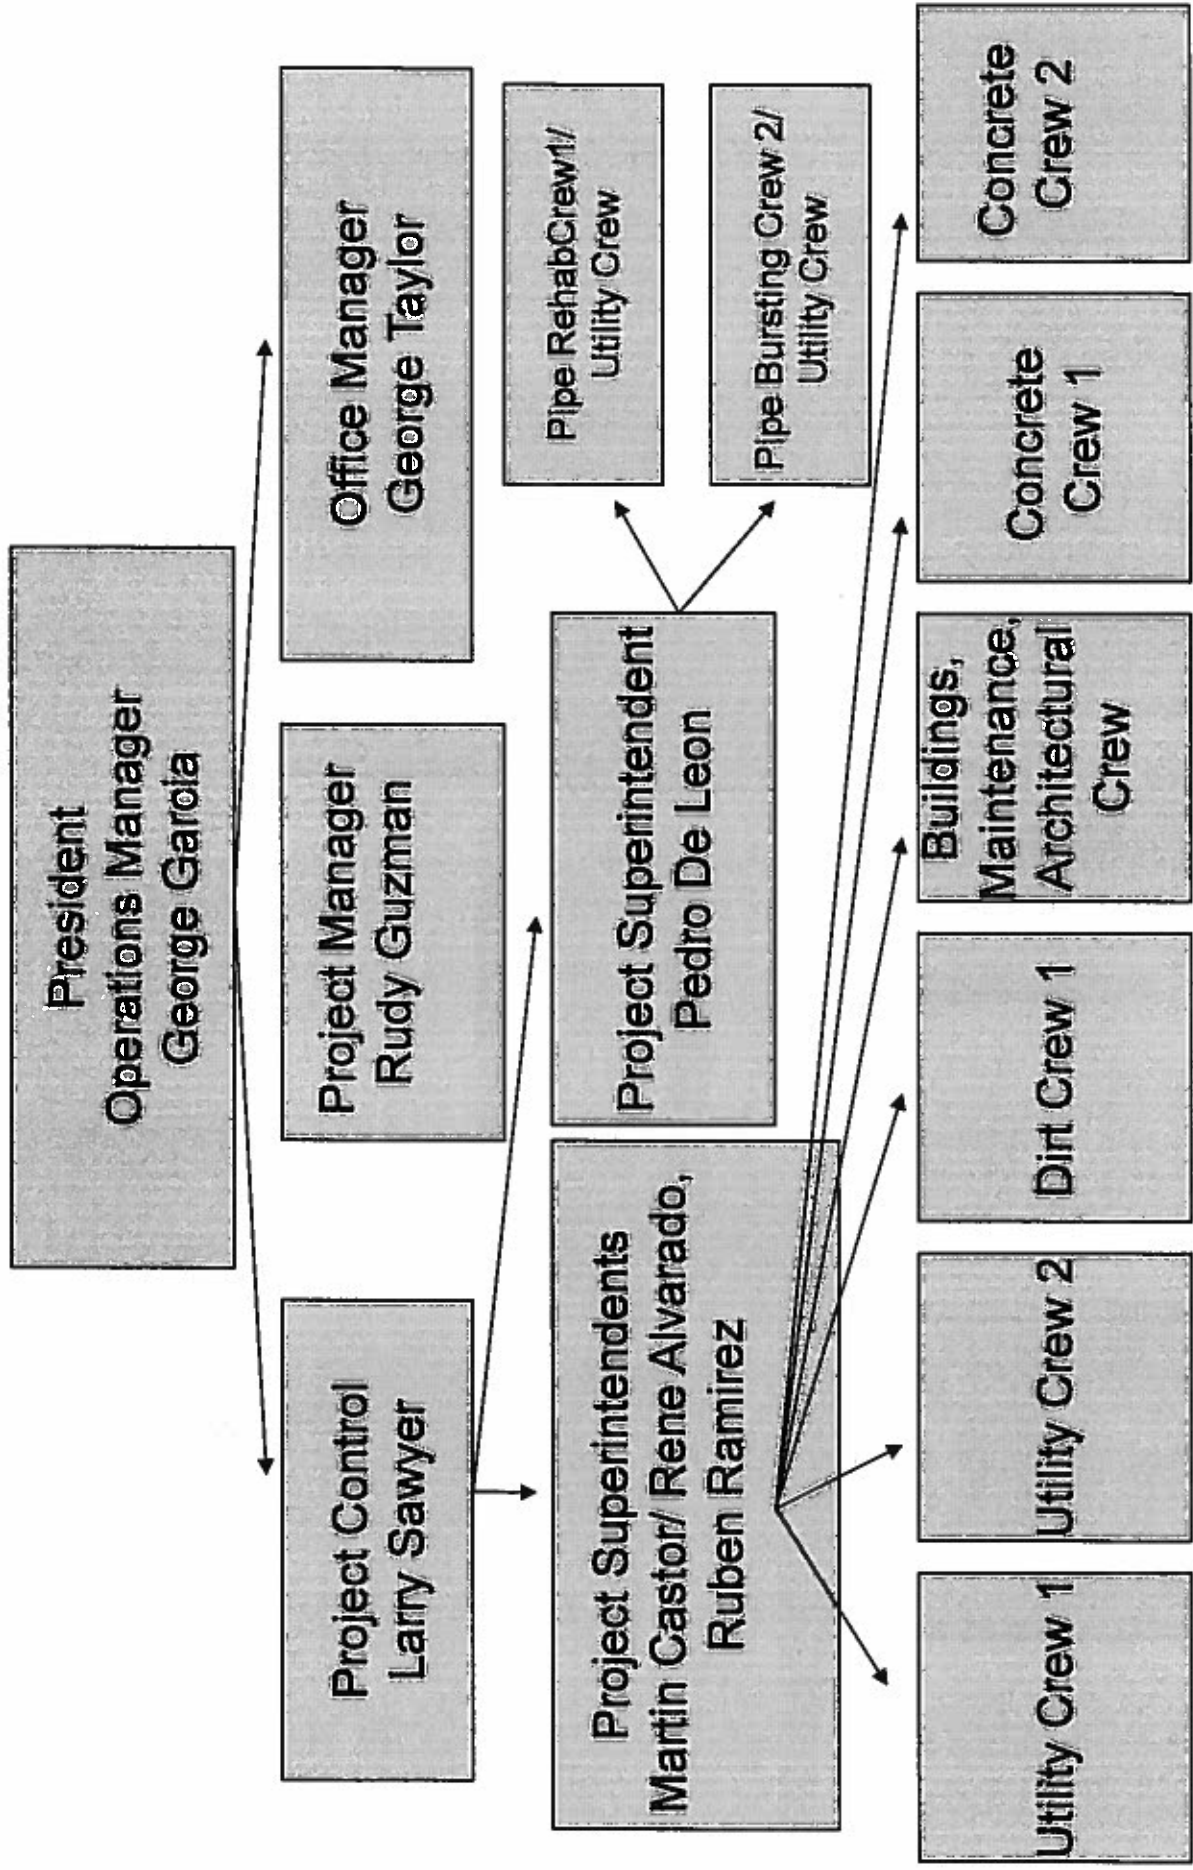 President
Operations Manager
George Garcia
Project Control
Larry Sawyer
Project Manager
Rudy Guzman
Office Manager
George Taylor
Project Superintendents
Martin Castor/ Rene Alvarado,
Ruben Ramirez
Project Superintendent
Pedro De Leon
Pipe RehabCrew1/
Utility Crew
Pipe Bursting Crew 2/
Utility Crew
Utility Crew 1
Utility Crew 2
Dirt Crew 1
Buildings,
Maintenance,
Architectural
Crew
Concrete
Crew 1
Concrete
Crew 2